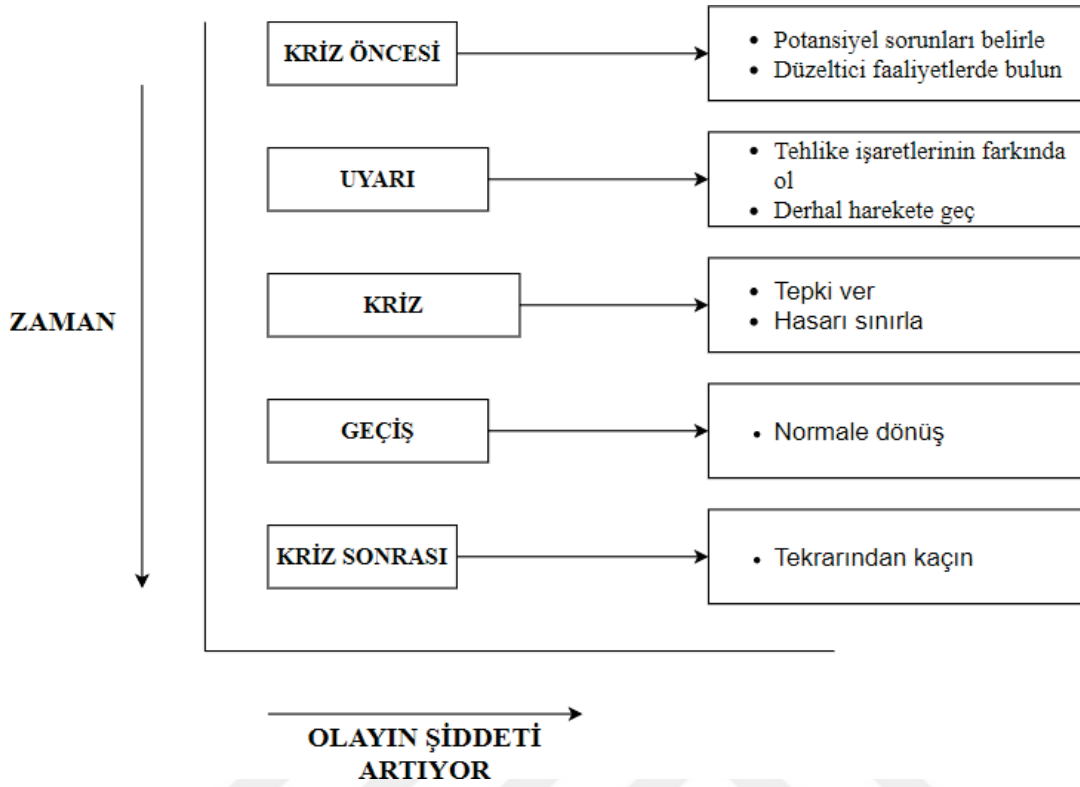 KRİZ ÖNCESİ
• Potansiyel sorunları belirle
• Düzeltici faaliyetlerde bulun
UYARI
• Tehlike işaretlerinin farkında
ol
• Derhal harekete geç
ZAMAN
KRİZ
• Tepki ver
• Hasarı sınırla
GEÇİŞ
• Normale dönüş
KRİZ SONRASI
• Tekrarından kaçın
OLAYIN ŞİDDETİ
ARTIYOR